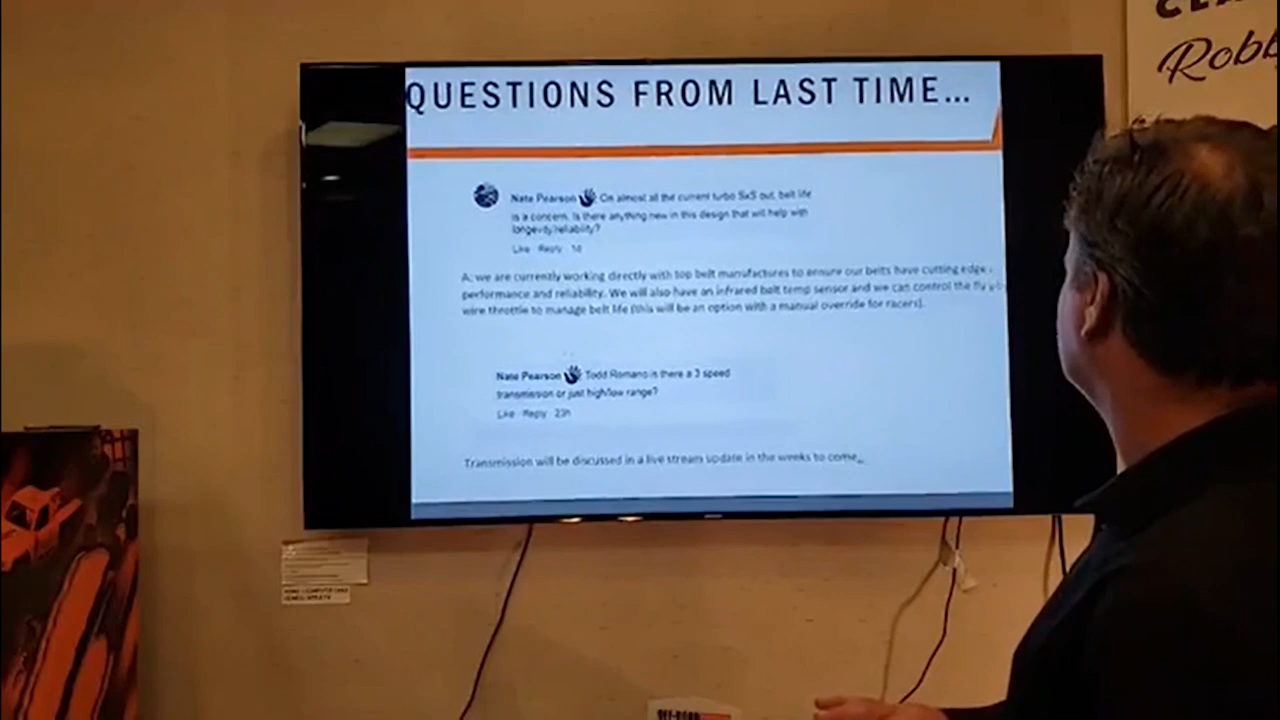 QUESTIONS FROM LAST TIME...
Nate Pearson On almost all the current turbo SxS out, belt life
is a concern. Is there anything new in this design that will help with
longevity/reliability?
Like Reply 1d
A: we are currently working directly with top belt manufactures to ensure our belts have cutting edge
performance and reliability. We will also have an infrared belt temp sensor and we can control the fly by
wire throttle to manage belt life (this will be an option with a manual override for racers).
Nate Pearson Todd Romano is there a 3 speed
transmission or just high/low range?
Like Reply 23h
Transmission will be discussed in a live stream update in the weeks to come
OFF-ROAD